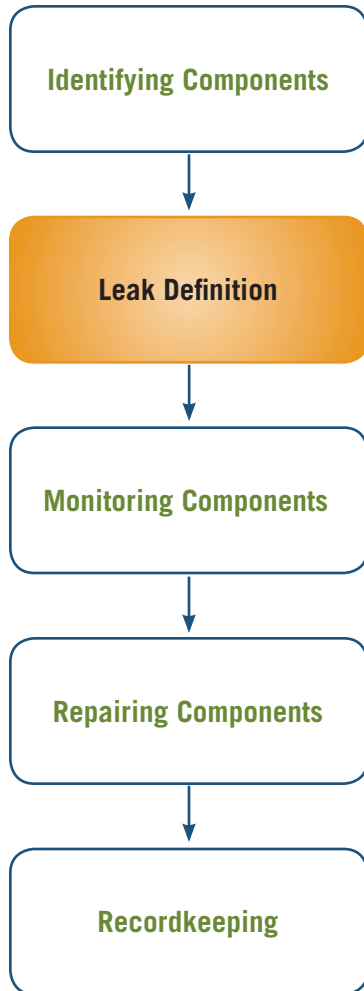 Identifying Components
Leak Definition
Monitoring Components
Repairing Components
Recordkeeping